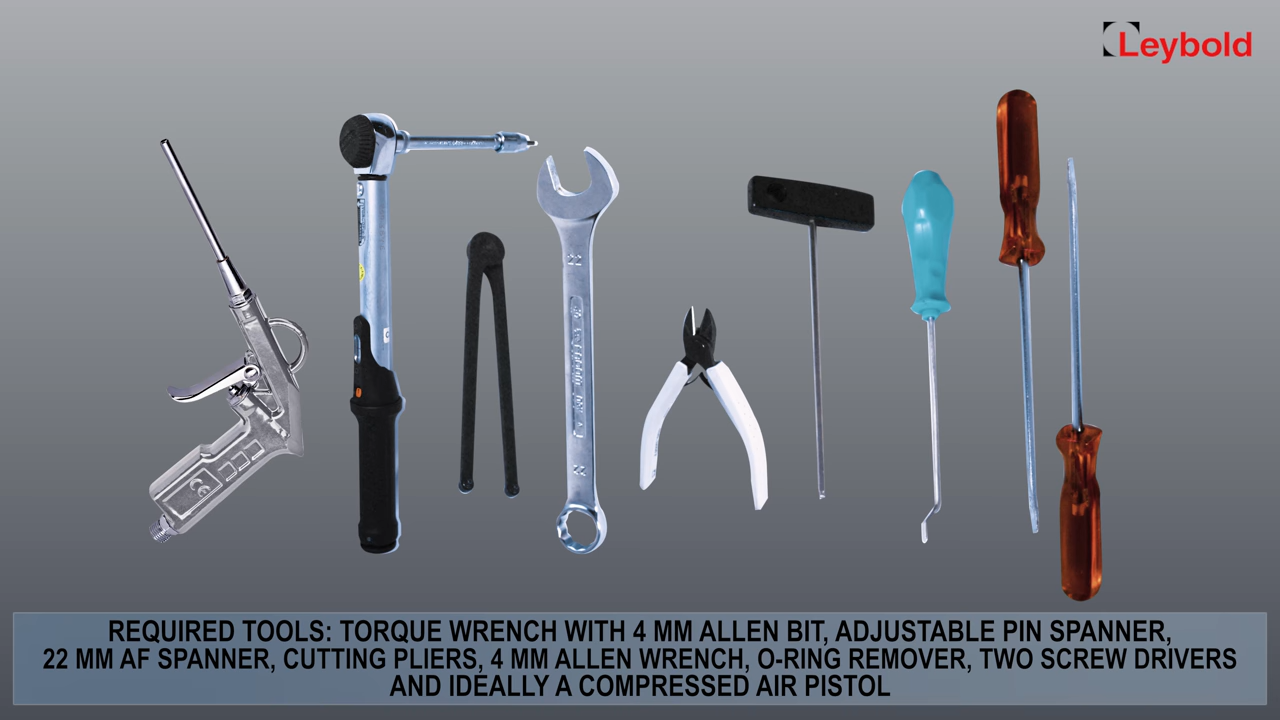 Leybold
REQUIRED TOOLS: TORQUE WRENCH WITH 4 MM ALLEN BIT, ADJUSTABLE PIN SPANNER,
22 MM AF SPANNER, CUTTING PLIERS, 4 MM ALLEN WRENCH, O-RING REMOVER, TWO SCREW DRIVERS
AND IDEALLY A COMPRESSED AIR PISTOL